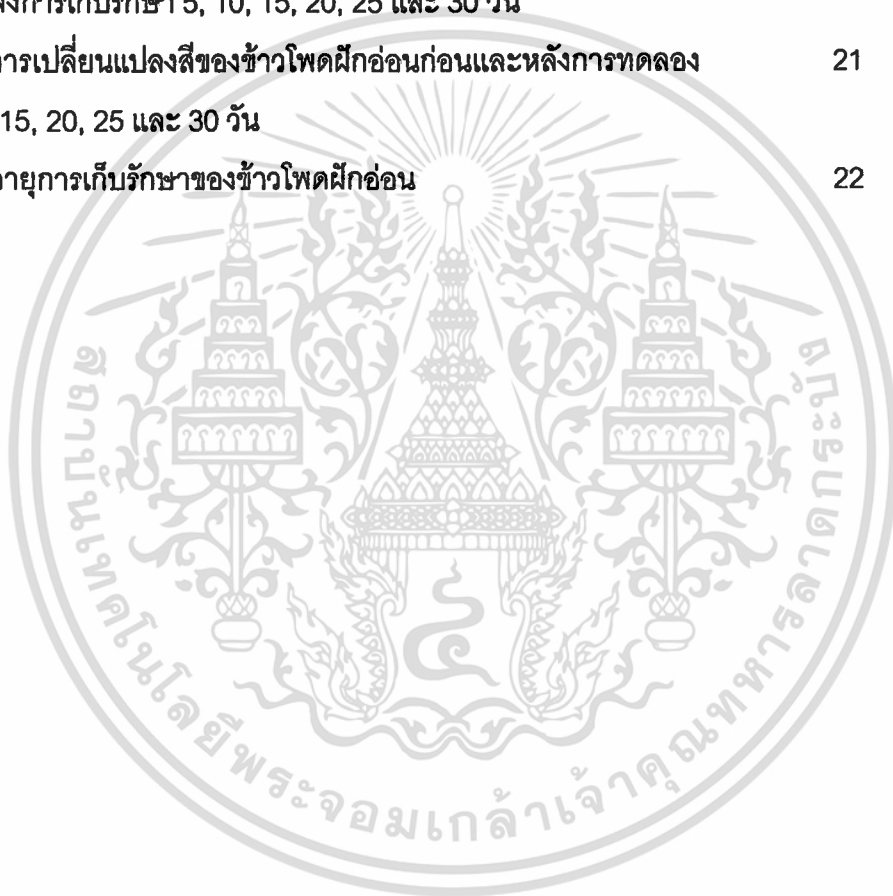 ลังการเก็บรักษา 5, 10, 15, 20, 25 และ 30 วัน
การเปลี่ยนแปลงสีของข้าวโพดฝักอ่อนก่อนและหลังการทดลอง 21
15, 20, 25 และ 30 วัน
อายุการเก็บรักษาของข้าวโพดฝักอ่อน 22
สถาบันเทคโนโลยีพระจอมเกล้าเจ้าคุณทหารลาดกระบัง